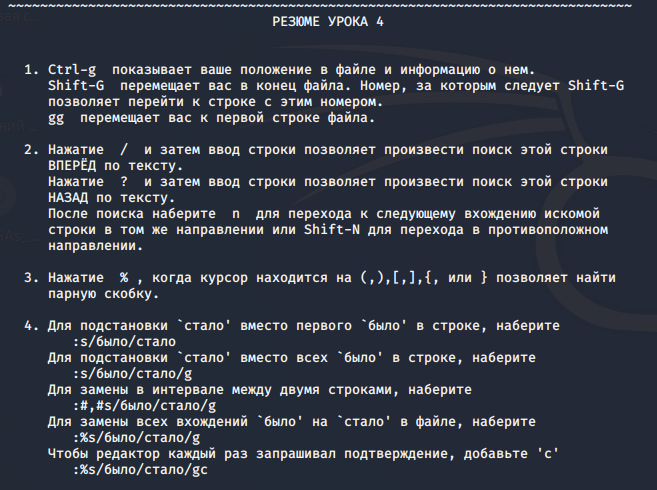 ~~~~~~~~~~~~~~~~~~~~~~~~~~~~~~~~~~~~~~~~~~~~~~~~~~~~~~~~~~~~~~~~~~~~~~~~~~~~~~
РЕЗЮМЕ УРОКА 4
1. Ctrl-g показывает ваше положение в файле и информацию о нем.
Shift-G перемещает вас в конец файла. Номер, за которым следует Shift-G
позволяет перейти к строке с этим номером.
gg перемещает вас к первой строке файла.
2. Нажатие / и затем ввод строки позволяет произвести поиск этой строки
ВПЕРЁД по тексту.
Нажатие ? и затем ввод строки позволяет произвести поиск этой строки
НАЗАД по тексту.
После поиска наберите n для перехода к следующему вхождению искомой
строки в том же направлении или Shift-N для перехода в противоположном
направлении.
3. Нажатие % , когда курсор находится на (,),[,],{, или } позволяет найти
парную скобку.
4. Для подстановки `стало' вместо первого `было' в строке, наберите
:s/было/стало
Для подстановки `стало' вместо всех `было' в строке, наберите
:s/было/стало/g
Для замены в интервале между двумя строками, наберите
:#,#s/было/стало/g
Для замены всех вхождений `было' на `стало' в файле, наберите
:%s/было/стало/g
Чтобы редактор каждый раз запрашивал подтверждение, добавьте 'c'
:%s/было/стало/gc